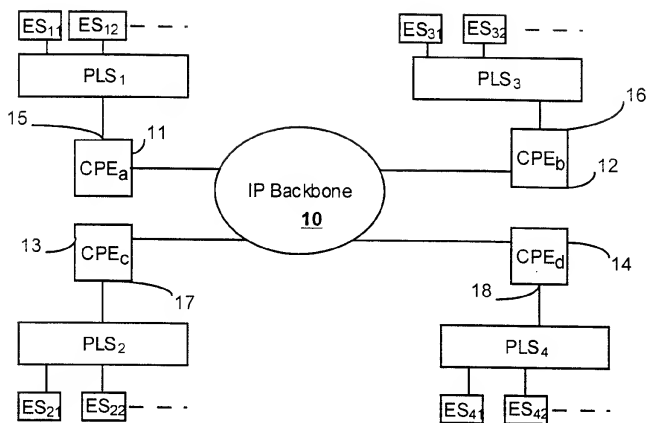 ES11 ES12
PLS1
15
11
CPEa
ES31 ES32
PLS3
16
CPEb
12
IP Backbone
10
13
CPEc
17
PLS2
ES21 ES22
CPEd
14
18
PLS4
ES41 ES42